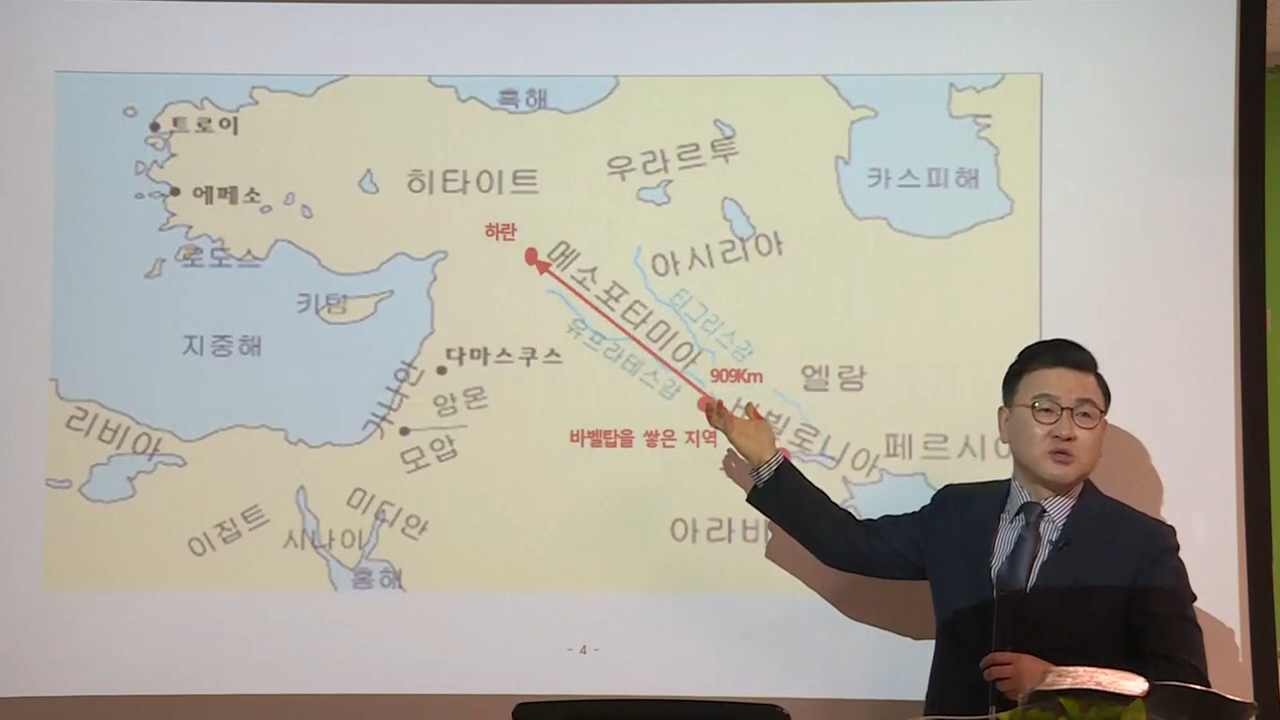 흑해
트로이
우라르투
히타이트
카스피해
에페소
하란
로도스
메소포타미아
아시리아
키팀
티그리스강
지중해
유프라테스강
다마스쿠스
909Km
엘람
가나안
암몬
바빌로니아
리비아
모압
바벨탑을 쌓은 지역
페르시아
미디안
이집트
시나이
아라비
홍해
- 4 -